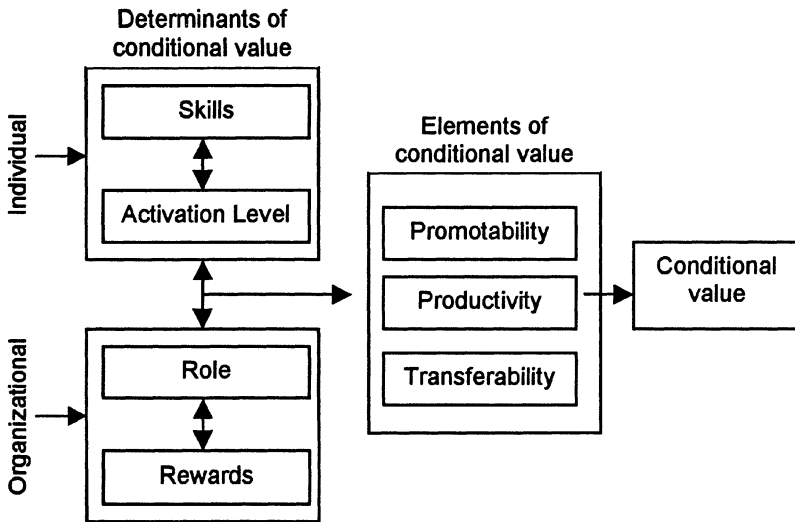 Determinants of
conditional value
Individual
Skills
Activation Level
Organizational
Role
Rewards
Elements of
conditional value
Promotability
Productivity
Transferability
Conditional
value